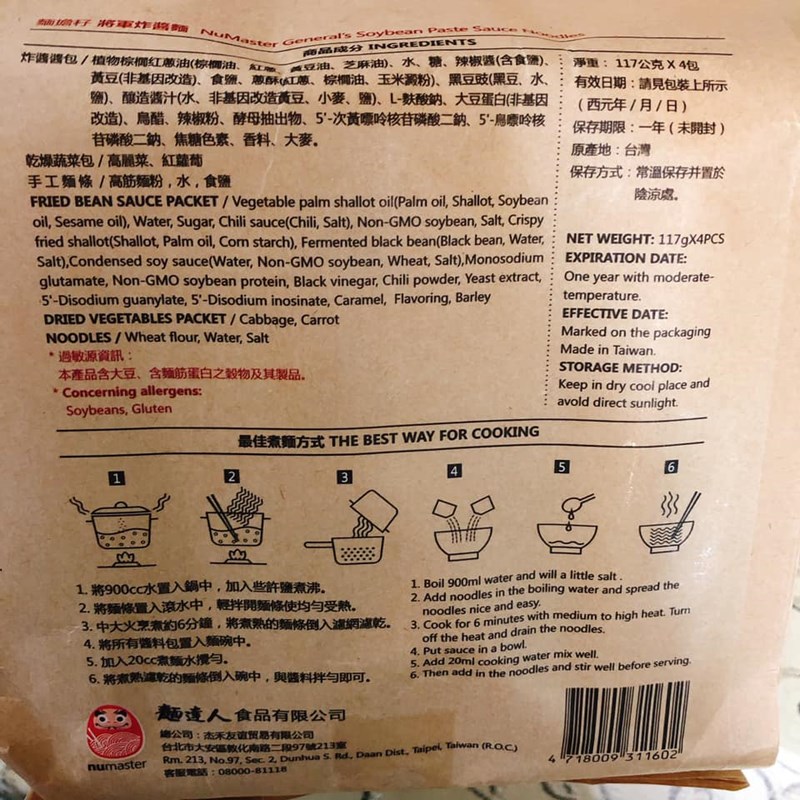 麵擔仔 將軍炸醬麵 NuMaster General's Soybean Paste Sauce Noodles
商品成分 INGREDIENTS
炸醬醬包 / 植物棕櫚紅蔥油(棕櫚油、紅蔥、黃豆油、芝麻油)、水、糖、辣椒醬(含食鹽)、
黃豆(非基因改造)、食鹽、蔥酥(紅蔥、棕櫚油、玉米澱粉)、黑豆豉(黑豆、水、
鹽)、釀造醬汁(水、非基因改造黃豆、小麥、鹽)、L-麩酸鈉、大豆蛋白(非基因
改造)、烏醋、辣椒粉、酵母抽出物、5'-次黃嘌呤核苷磷酸二鈉、5'-鳥嘌呤核
苷磷酸二鈉、焦糖色素、香料、大麥。
乾燥蔬菜包 / 高麗菜、紅蘿蔔
手工麵條 / 高筋麵粉，水，食鹽
FRIED BEAN SAUCE PACKET / Vegetable palm shallot oil(Palm oil, Shallot, Soybean
oil, Sesame oil), Water, Sugar, Chili sauce(Chili, Salt), Non-GMO soybean, Salt, Crispy
fried shallot(Shallot, Palm oil, Corn starch), Fermented black bean(Black bean, Water,
Salt),Condensed soy sauce(Water, Non-GMO soybean, Wheat, Salt),Monosodium
glutamate, Non-GMO soybean protein, Black vinegar, Chili powder, Yeast extract,
5'-Disodium guanylate, 5'-Disodium inosinate, Caramel, Flavoring, Barley
DRIED VEGETABLES PACKET / Cabbage, Carrot
NOODLES / Wheat flour, Water, Salt
* 過敏源資訊：
本產品含大豆、含麵筋蛋白之穀物及其製品。
* Concerning allergens:
Soybeans, Gluten
淨重： 117公克 X 4包
有效日期：請見包裝上所示
（西元年 / 月 / 日）
保存期限：一年（未開封）
原產地：台灣
保存方式：常溫保存并置於
陰涼處。
NET WEIGHT: 117gX4PCS
EXPIRATION DATE:
One year with moderate-
temperature.
EFFECTIVE DATE:
Marked on the packaging
Made in Taiwan.
STORAGE METHOD:
Keep in dry cool place and
avold direct sunlight.
最佳煮麵方式 THE BEST WAY FOR COOKING
1 2 3 4 5 6
1. 將900cc水置入鍋中，加入些許鹽煮沸。
2. 將麵條置入滾水中，輕拌開麵條使均勻受熱。
3. 中大火烹煮約6分鐘，將煮熟的麵條倒入濾網濾乾。
4. 將所有醬料包置入麵碗中。
5. 加入20cc煮麵水攪勻。
6. 將煮熟濾乾的麵條倒入碗中，與醬料拌勻即可。
1. Boil 900ml water and will a little salt .
2. Add noodles in the boiling water and spread the
noodles nice and easy.
3. Cook for 6 minutes with medium to high heat. Turn
off the heat and drain the noodles.
4. Put sauce in a bowl.
5. Add 20ml cooking water mix well.
6. Then add in the noodles and stir well before serving.
numaster
麵達人食品有限公司
總公司：杰禾友誼貿易有限公司
台北市大安區敦化南路二段97號213室
Rm. 213, No.97, Sec. 2, Dunhua S. Rd., Daan Dist., Taipei, Taiwan (R.O.C.)
客服電話：08000-81118
4 718009 311602